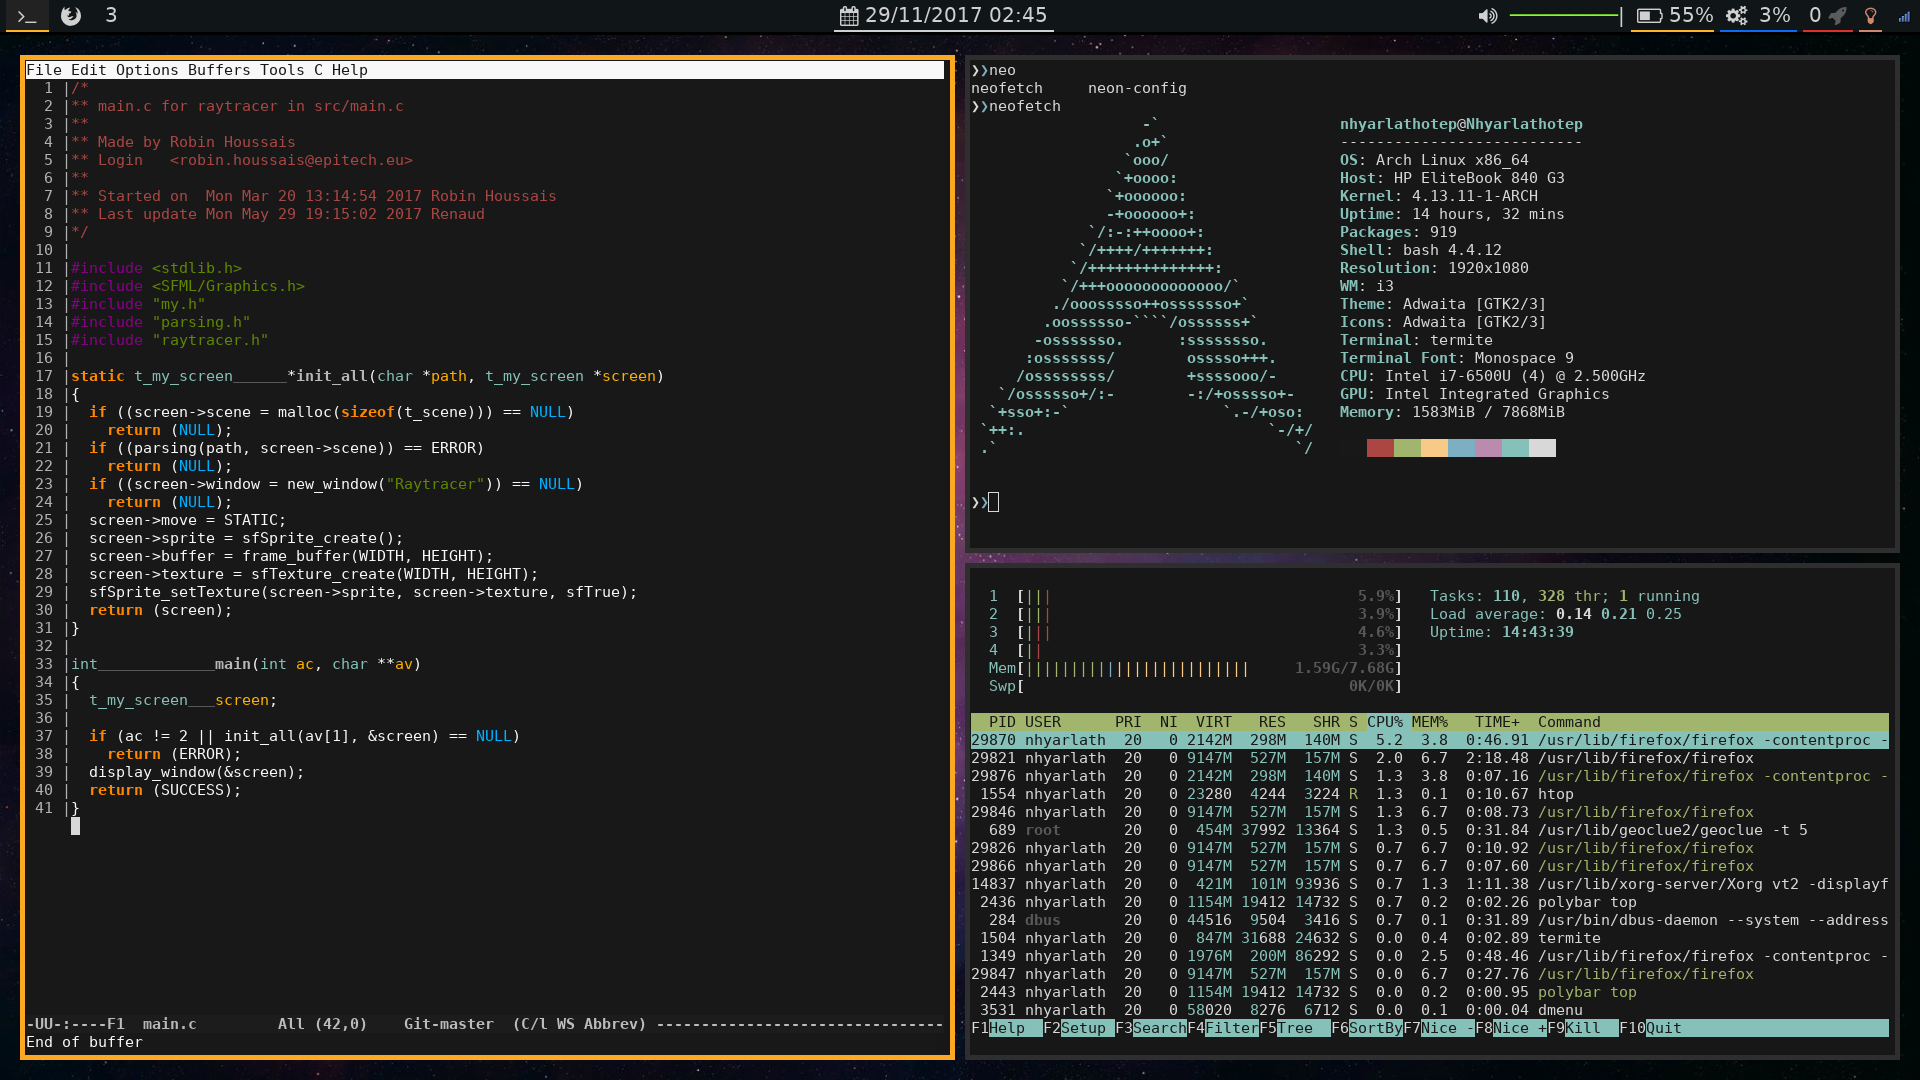 3
29/11/2017 02:45
55% 3% 0
File Edit Options Buffers Tools C Help
1 |/*
2 |** main.c for raytracer in src/main.c
3 |**
4 |** Made by Robin Houssais
5 |** Login   <robin.houssais@epitech.eu>
6 |**
7 |** Started on  Mon Mar 20 13:14:54 2017 Robin Houssais
8 |** Last update Mon May 29 19:15:02 2017 Renaud
9 |*/
10 |
11 |#include <stdlib.h>
12 |#include <SFML/Graphics.h>
13 |#include "my.h"
14 |#include "parsing.h"
15 |#include "raytracer.h"
16 |
17 |static t_my_screen______*init_all(char *path, t_my_screen *screen)
18 |{
19 |  if ((screen->scene = malloc(sizeof(t_scene))) == NULL)
20 |    return (NULL);
21 |  if ((parsing(path, screen->scene)) == ERROR)
22 |    return (NULL);
23 |  if ((screen->window = new_window("Raytracer")) == NULL)
24 |    return (NULL);
25 |  screen->move = STATIC;
26 |  screen->sprite = sfSprite_create();
27 |  screen->buffer = frame_buffer(WIDTH, HEIGHT);
28 |  screen->texture = sfTexture_create(WIDTH, HEIGHT);
29 |  sfSprite_setTexture(screen->sprite, screen->texture, sfTrue);
30 |  return (screen);
31 |}
32 |
33 |int_____________main(int ac, char **av)
34 |{
35 |  t_my_screen___screen;
36 |
37 |  if (ac != 2 || init_all(av[1], &screen) == NULL)
38 |    return (ERROR);
39 |  display_window(&screen);
40 |  return (SUCCESS);
41 |}
-UU-:----F1  main.c         All (42,0)    Git-master  (C/l WS Abbrev) --------------------------------
End of buffer
❯❯neo
neofetch     neon-config
❯❯neofetch
-`
.o+`
`ooo/
`+oooo:
`+oooooo:
-+oooooo+:
`/:-:++oooo+:
`/++++/+++++++:
`/++++++++++++++:
`/+++ooooooooooooo/`
./ooosssso++osssssso+`
.oossssso-````/ossssss+`
-osssssso.      :ssssssso.
:osssssss/        osssso+++.
/ossssssss/        +ssssooo/-
`/ossssso+/:-        -:/+osssso+-
`+sso+:-`                 `.-/+oso:
`++:.                           `-/+/
.`                                 `/
nhyarlathotep@Nhyarlathotep
---------------------------
OS: Arch Linux x86_64
Host: HP EliteBook 840 G3
Kernel: 4.13.11-1-ARCH
Uptime: 14 hours, 32 mins
Packages: 919
Shell: bash 4.4.12
Resolution: 1920x1080
WM: i3
Theme: Adwaita [GTK2/3]
Icons: Adwaita [GTK2/3]
Terminal: termite
Terminal Font: Monospace 9
CPU: Intel i7-6500U (4) @ 2.500GHz
GPU: Intel Integrated Graphics
Memory: 1583MiB / 7868MiB
❯❯
1  [|||                                  5.9%]   Tasks: 110, 328 thr; 1 running
2  [|||                                  3.9%]   Load average: 0.14 0.21 0.25
3  [|||                                  4.6%]   Uptime: 14:43:39
4  [||                                   3.3%]
Mem[|||||||||||||||||||||||||     1.59G/7.68G]
Swp[                                    0K/0K]
PID USER      PRI  NI  VIRT   RES   SHR S CPU% MEM%   TIME+  Command
29870 nhyarlath  20   0 2142M  298M  140M S  5.2  3.8  0:46.91 /usr/lib/firefox/firefox -contentproc -
29821 nhyarlath  20   0 9147M  527M  157M S  2.0  6.7  2:18.48 /usr/lib/firefox/firefox
29876 nhyarlath  20   0 2142M  298M  140M S  1.3  3.8  0:07.16 /usr/lib/firefox/firefox -contentproc -
1554 nhyarlath  20   0 23280  4244  3224 R  1.3  0.1  0:10.67 htop
29846 nhyarlath  20   0 9147M  527M  157M S  1.3  6.7  0:08.73 /usr/lib/firefox/firefox
689 root       20   0  454M 37992 13364 S  1.3  0.5  0:31.84 /usr/lib/geoclue2/geoclue -t 5
29826 nhyarlath  20   0 9147M  527M  157M S  0.7  6.7  0:10.92 /usr/lib/firefox/firefox
29866 nhyarlath  20   0 9147M  527M  157M S  0.7  6.7  0:07.60 /usr/lib/firefox/firefox
14837 nhyarlath  20   0  421M  101M 93936 S  0.7  1.3  1:11.38 /usr/lib/xorg-server/Xorg vt2 -displayf
2436 nhyarlath  20   0 1154M 19412 14732 S  0.7  0.2  0:02.26 polybar top
284 dbus       20   0 44516  9504  3416 S  0.7  0.1  0:31.89 /usr/bin/dbus-daemon --system --address
1504 nhyarlath  20   0  847M 31688 24632 S  0.0  0.4  0:02.89 termite
1349 nhyarlath  20   0 1976M  200M 86292 S  0.0  2.5  0:48.46 /usr/lib/firefox/firefox -contentproc -
29847 nhyarlath  20   0 9147M  527M  157M S  0.0  6.7  0:27.76 /usr/lib/firefox/firefox
2443 nhyarlath  20   0 1154M 19412 14732 S  0.0  0.2  0:00.95 polybar top
3531 nhyarlath  20   0 58020  8276  6712 S  0.0  0.1  0:00.04 dmenu
F1Help  F2Setup F3SearchF4FilterF5Tree  F6SortByF7Nice -F8Nice +F9Kill  F10Quit